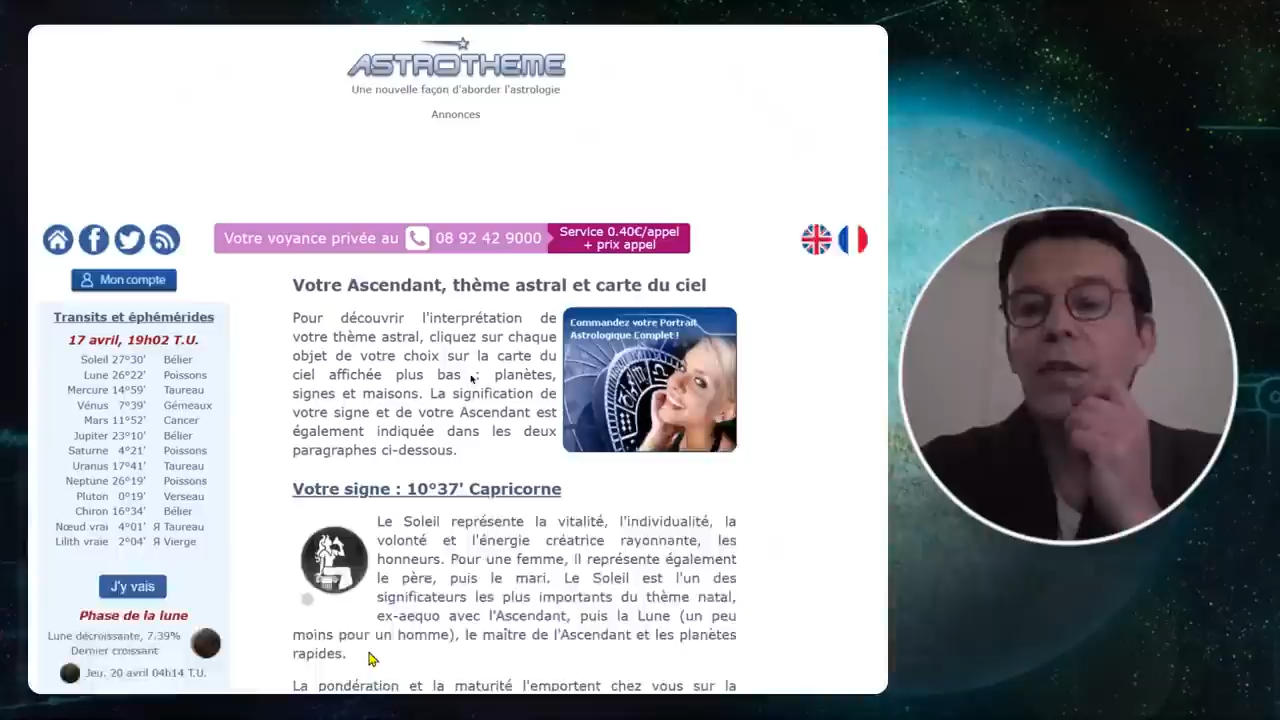 ASTROTHEME
Une nouvelle façon d'aborder l'astrologie
Annonces
Votre voyance privée au 08 92 42 9000
Service 0.40€/appel
+ prix appel
Mon compte
Transits et éphémérides
17 avril, 19h02 T.U.
Soleil 27°30' Bélier
Lune 26°22' Poissons
Mercure 14°59' Taureau
Vénus 7°39' Gémeaux
Mars 11°52' Cancer
Jupiter 23°10' Bélier
Saturne 4°21' Poissons
Uranus 17°41' Taureau
Neptune 26°19' Poissons
Pluton 0°19' Verseau
Chiron 16°34' Bélier
Nœud vrai 4°01' Я Taureau
Lilith vraie 2°04' Я Vierge
J'y vais
Phase de la lune
Lune décroissante, 7.39%
Dernier croissant
Jeu. 20 avril 04h14 T.U.
Votre Ascendant, thème astral et carte du ciel
Pour découvrir l'interprétation de
votre thème astral, cliquez sur chaque
objet de votre choix sur la carte du
ciel affichée plus bas : planètes,
signes et maisons. La signification de
votre signe et de votre Ascendant est
également indiquée dans les deux
paragraphes ci-dessous.
Commandez votre Portrait
Astrologique Complet !
Votre signe : 10°37' Capricorne
Le Soleil représente la vitalité, l'individualité, la
volonté et l'énergie créatrice rayonnante, les
honneurs. Pour une femme, il représente également
le père, puis le mari. Le Soleil est l'un des
significateurs les plus importants du thème natal,
ex-aequo avec l'Ascendant, puis la Lune (un peu
moins pour un homme), le maître de l'Ascendant et les planètes
rapides.
La pondération et la maturité l'emportent chez vous sur la